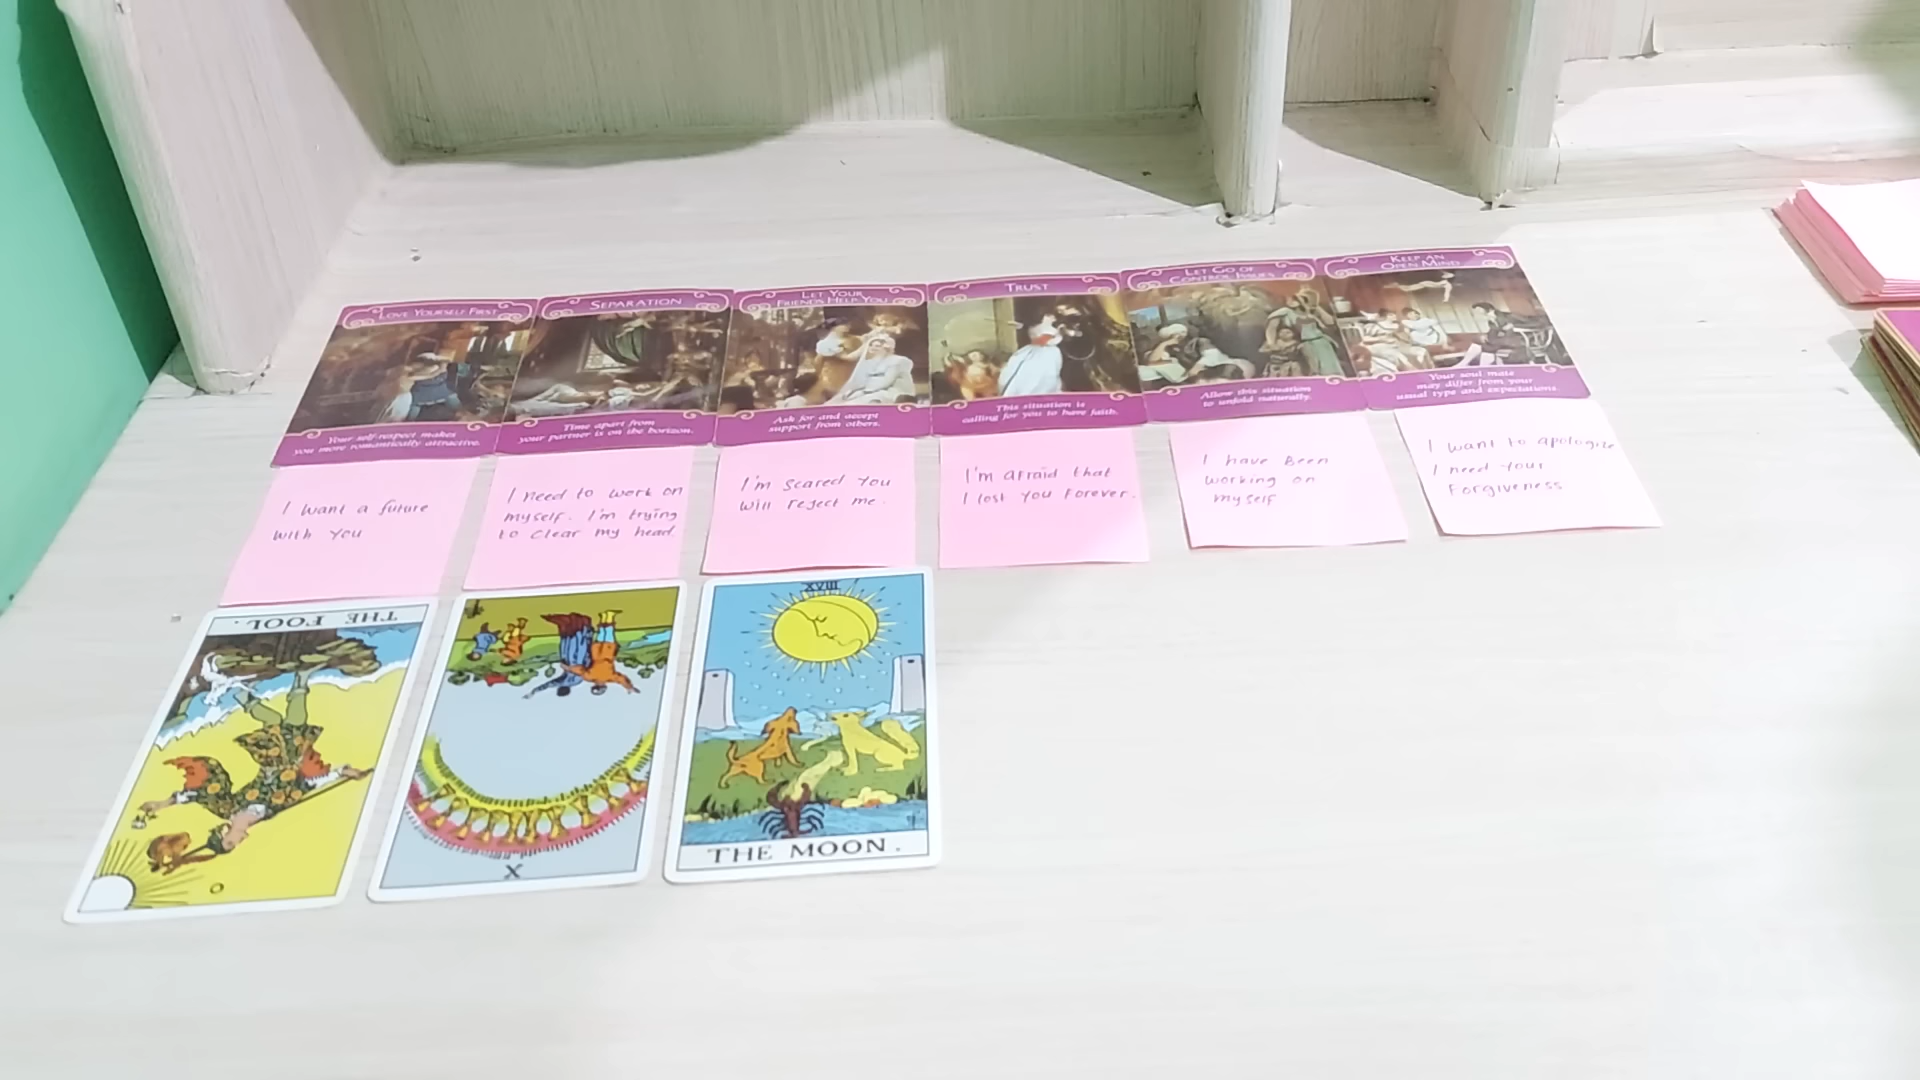 LOVE YOURSELF FIRST
Your self-respect makes
you more romantically attractive.
SEPARATION
Time apart from
your partner is on the horizon.
LET YOUR
FRIENDS HELP YOU
Ask for and accept
support from others.
TRUST
This situation is
calling for you to have faith.
LET GO OF
CONTROL ISSUES
Allow this situation
to unfold naturally.
KEEP AN
OPEN MIND
Your soul mate
may differ from your
usual type and expectations.
I want a future
with you
I need to work on
myself. I'm trying
to clear my head.
I'm scared you
will reject me.
I'm afraid that
I lost you forever.
I have Been
working on
myself
I want to apologize
I need your
Forgiveness
THE FOOL.
0
X
XVIII
THE MOON.